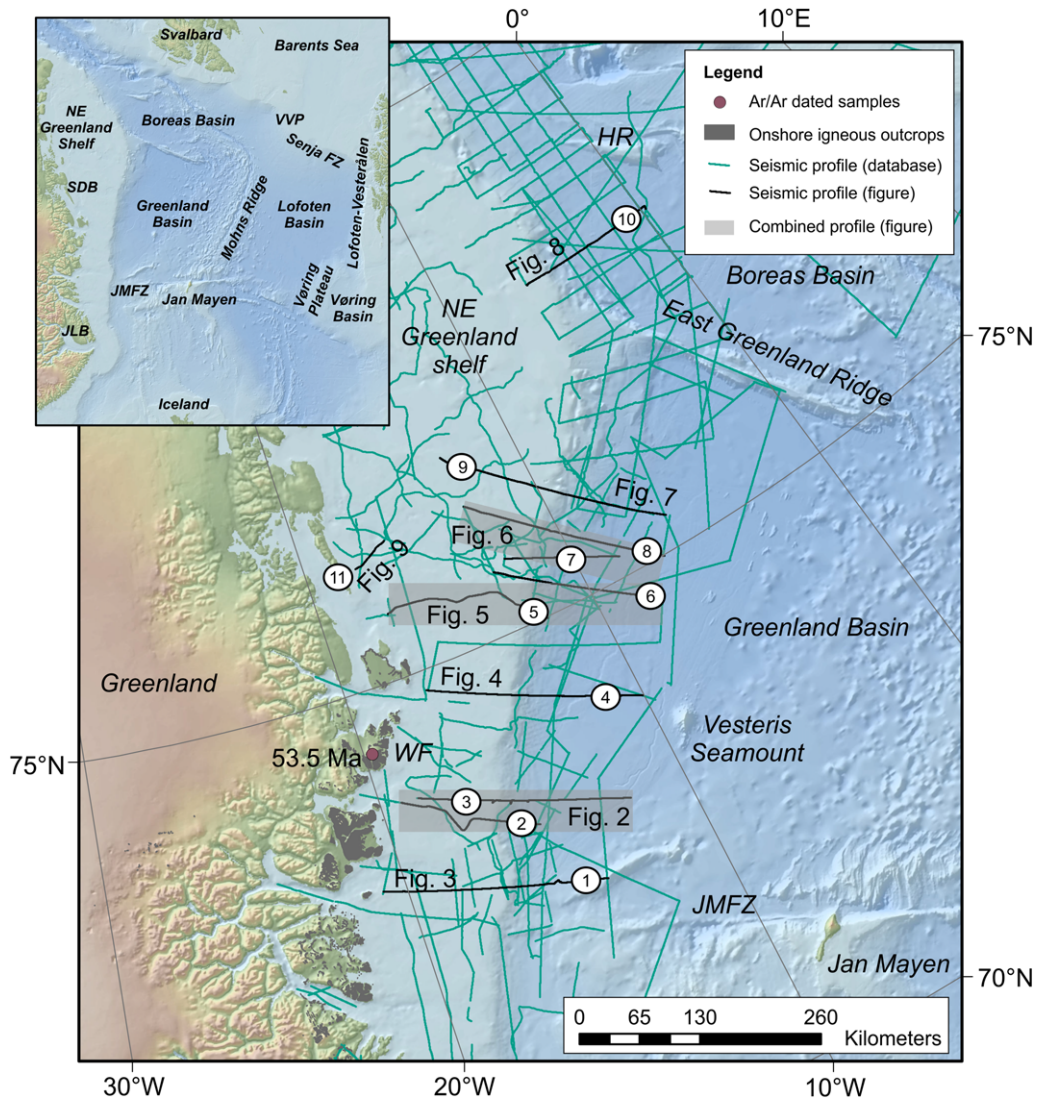 0°
10°E
Svalbard
Barents Sea
NE
Greenland
Shelf
Boreas Basin
VVP
Senja FZ
SDB
Greenland
Basin
Mohns Ridge
Lofoten
Basin
Lofoten-Vesterålen
JMFZ
Jan Mayen
Vøring
Plateau
Vøring
Basin
JLB
Iceland
Legend
Ar/Ar dated samples
Onshore igneous outcrops
Seismic profile (database)
Seismic profile (figure)
Combined profile (figure)
HR
10
Fig. 8
Boreas Basin
NE
Greenland
shelf
East Greenland Ridge
75°N
9
Fig. 7
Fig. 6
8
7
11
Fig. 9
6
Fig. 5
5
Greenland Basin
Greenland
Fig. 4
4
Vesteris
Seamount
75°N
53.5 Ma
WF
3
2
Fig. 2
Fig. 3
1
JMFZ
Jan Mayen
70°N
0
65
130
260
Kilometers
30°W
20°W
10°W